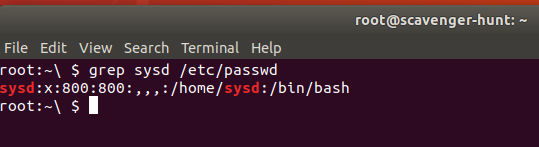 root@scavenger-hunt: ~
File Edit View Search Terminal Help
root:~\ $ grep sysd /etc/passwd
sysd:x:800:800:,,,:/home/sysd:/bin/bash
root:~\ $